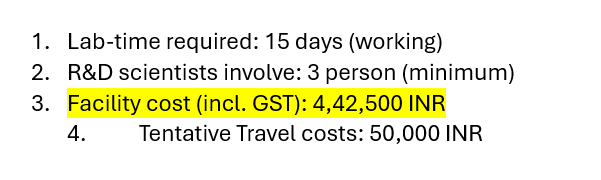 1. Lab-time required: 15 days (working)
2. R&D scientists involve: 3 person (minimum)
3. Facility cost (incl. GST): 4,42,500 INR
4. Tentative Travel costs: 50,000 INR